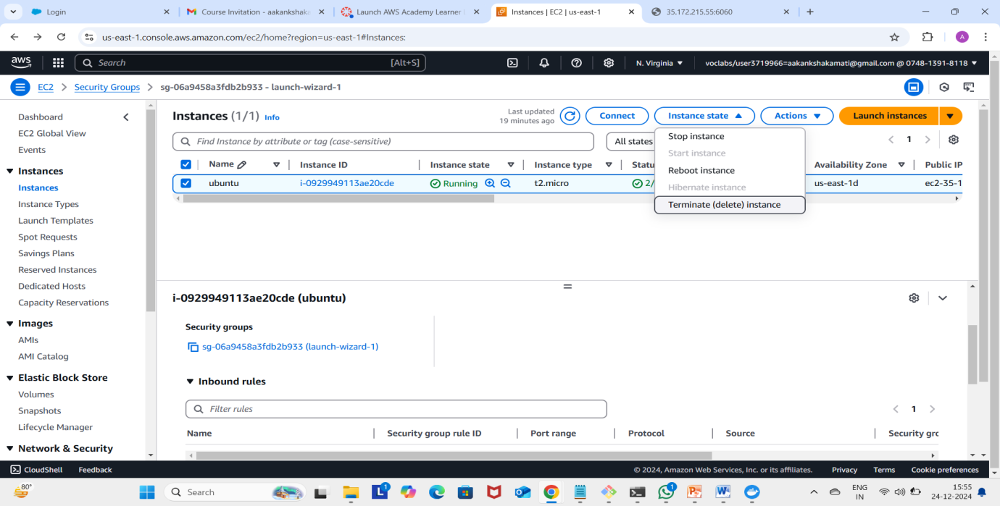 Login
Course Invitation - aakankshaka
Launch AWS Academy Learner
Instances | EC2 | us-east-1
35.172.215.55:6060
us-east-1.console.aws.amazon.com/ec2/home?region=us-east-1#Instances:
A
aws
Search [Alt+S]
N. Virginia
voclabs/user3719966=aakankshakamati@gmail.com @ 0748-1391-8118
EC2 > Security Groups > sg-06a9458a3fdb2b933 - launch-wizard-1
Dashboard
EC2 Global View
Events
Instances
Instances
Instance Types
Launch Templates
Spot Requests
Savings Plans
Reserved Instances
Dedicated Hosts
Capacity Reservations
Images
AMIs
AMI Catalog
Elastic Block Store
Volumes
Snapshots
Lifecycle Manager
Network & Security
Instances (1/1) Info
Last updated
19 minutes ago
Connect
Instance state
Actions
Launch instances
Find Instance by attribute or tag (case-sensitive)
All states
1
Stop instance
Start instance
Reboot instance
Hibernate instance
Terminate (delete) instance
Name Instance ID Instance state Instance type Statu Availability Zone Public IP
ubuntu i-0929949113ae20cde Running t2.micro 2/ us-east-1d ec2-35-1
i-0929949113ae20cde (ubuntu)
Security groups
sg-06a9458a3fdb2b933 (launch-wizard-1)
Inbound rules
Filter rules
1
Name Security group rule ID Port range Protocol Source Security grc
CloudShell Feedback
© 2024, Amazon Web Services, Inc. or its affiliates. Privacy Terms Cookie preferences
80°
Search
1
1
ENG
IN
15:55
24-12-2024